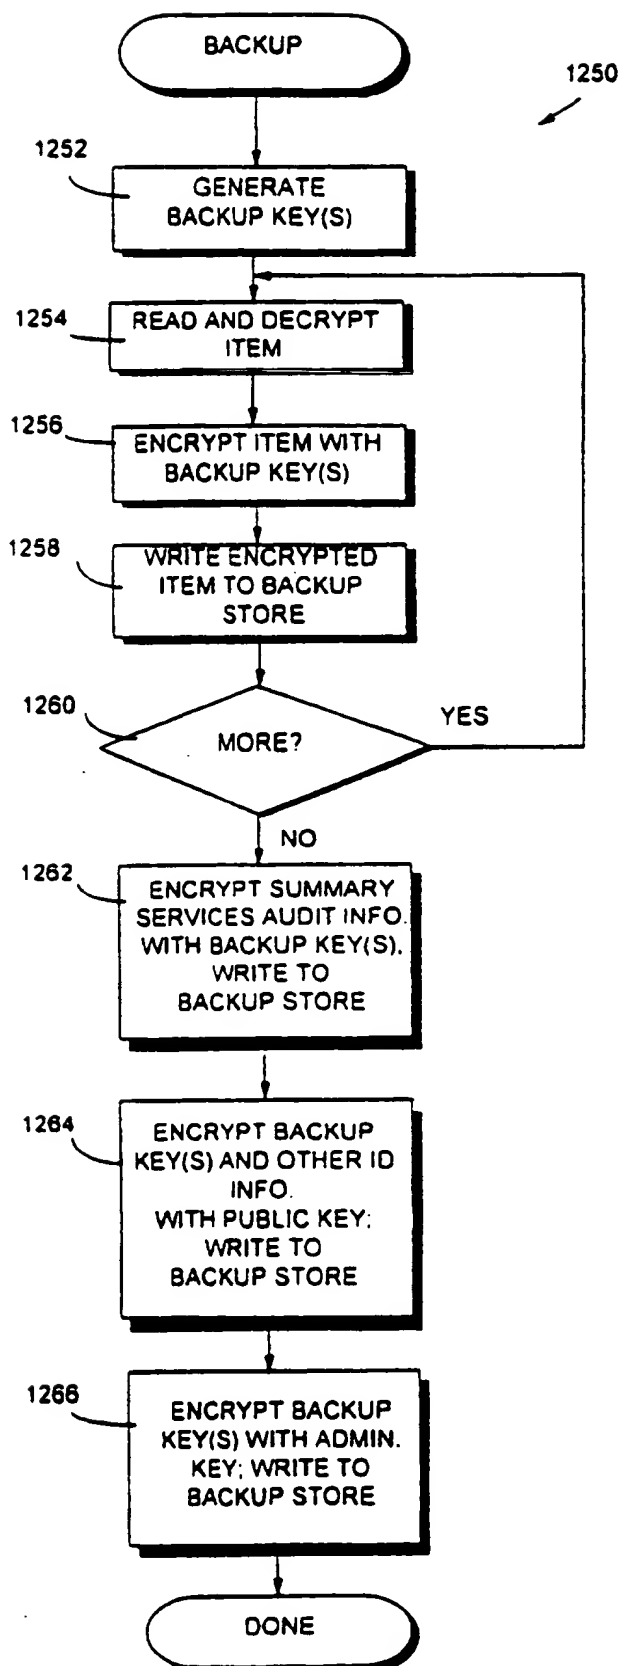 BACKUP
1250
1252
GENERATE
BACKUP KEY(S)
1254
READ AND DECRYPT
ITEM
1256
ENCRYPT ITEM WITH
BACKUP KEY(S)
1258
WRITE ENCRYPTED
ITEM TO BACKUP
STORE
1260
MORE?
YES
NO
1262
ENCRYPT SUMMARY
SERVICES AUDIT INFO.
WITH BACKUP KEY(S),
WRITE TO
BACKUP STORE
1264
ENCRYPT BACKUP
KEY(S) AND OTHER ID
INFO.
WITH PUBLIC KEY;
WRITE TO
BACKUP STORE
1266
ENCRYPT BACKUP
KEY(S) WITH ADMIN.
KEY; WRITE TO
BACKUP STORE
DONE